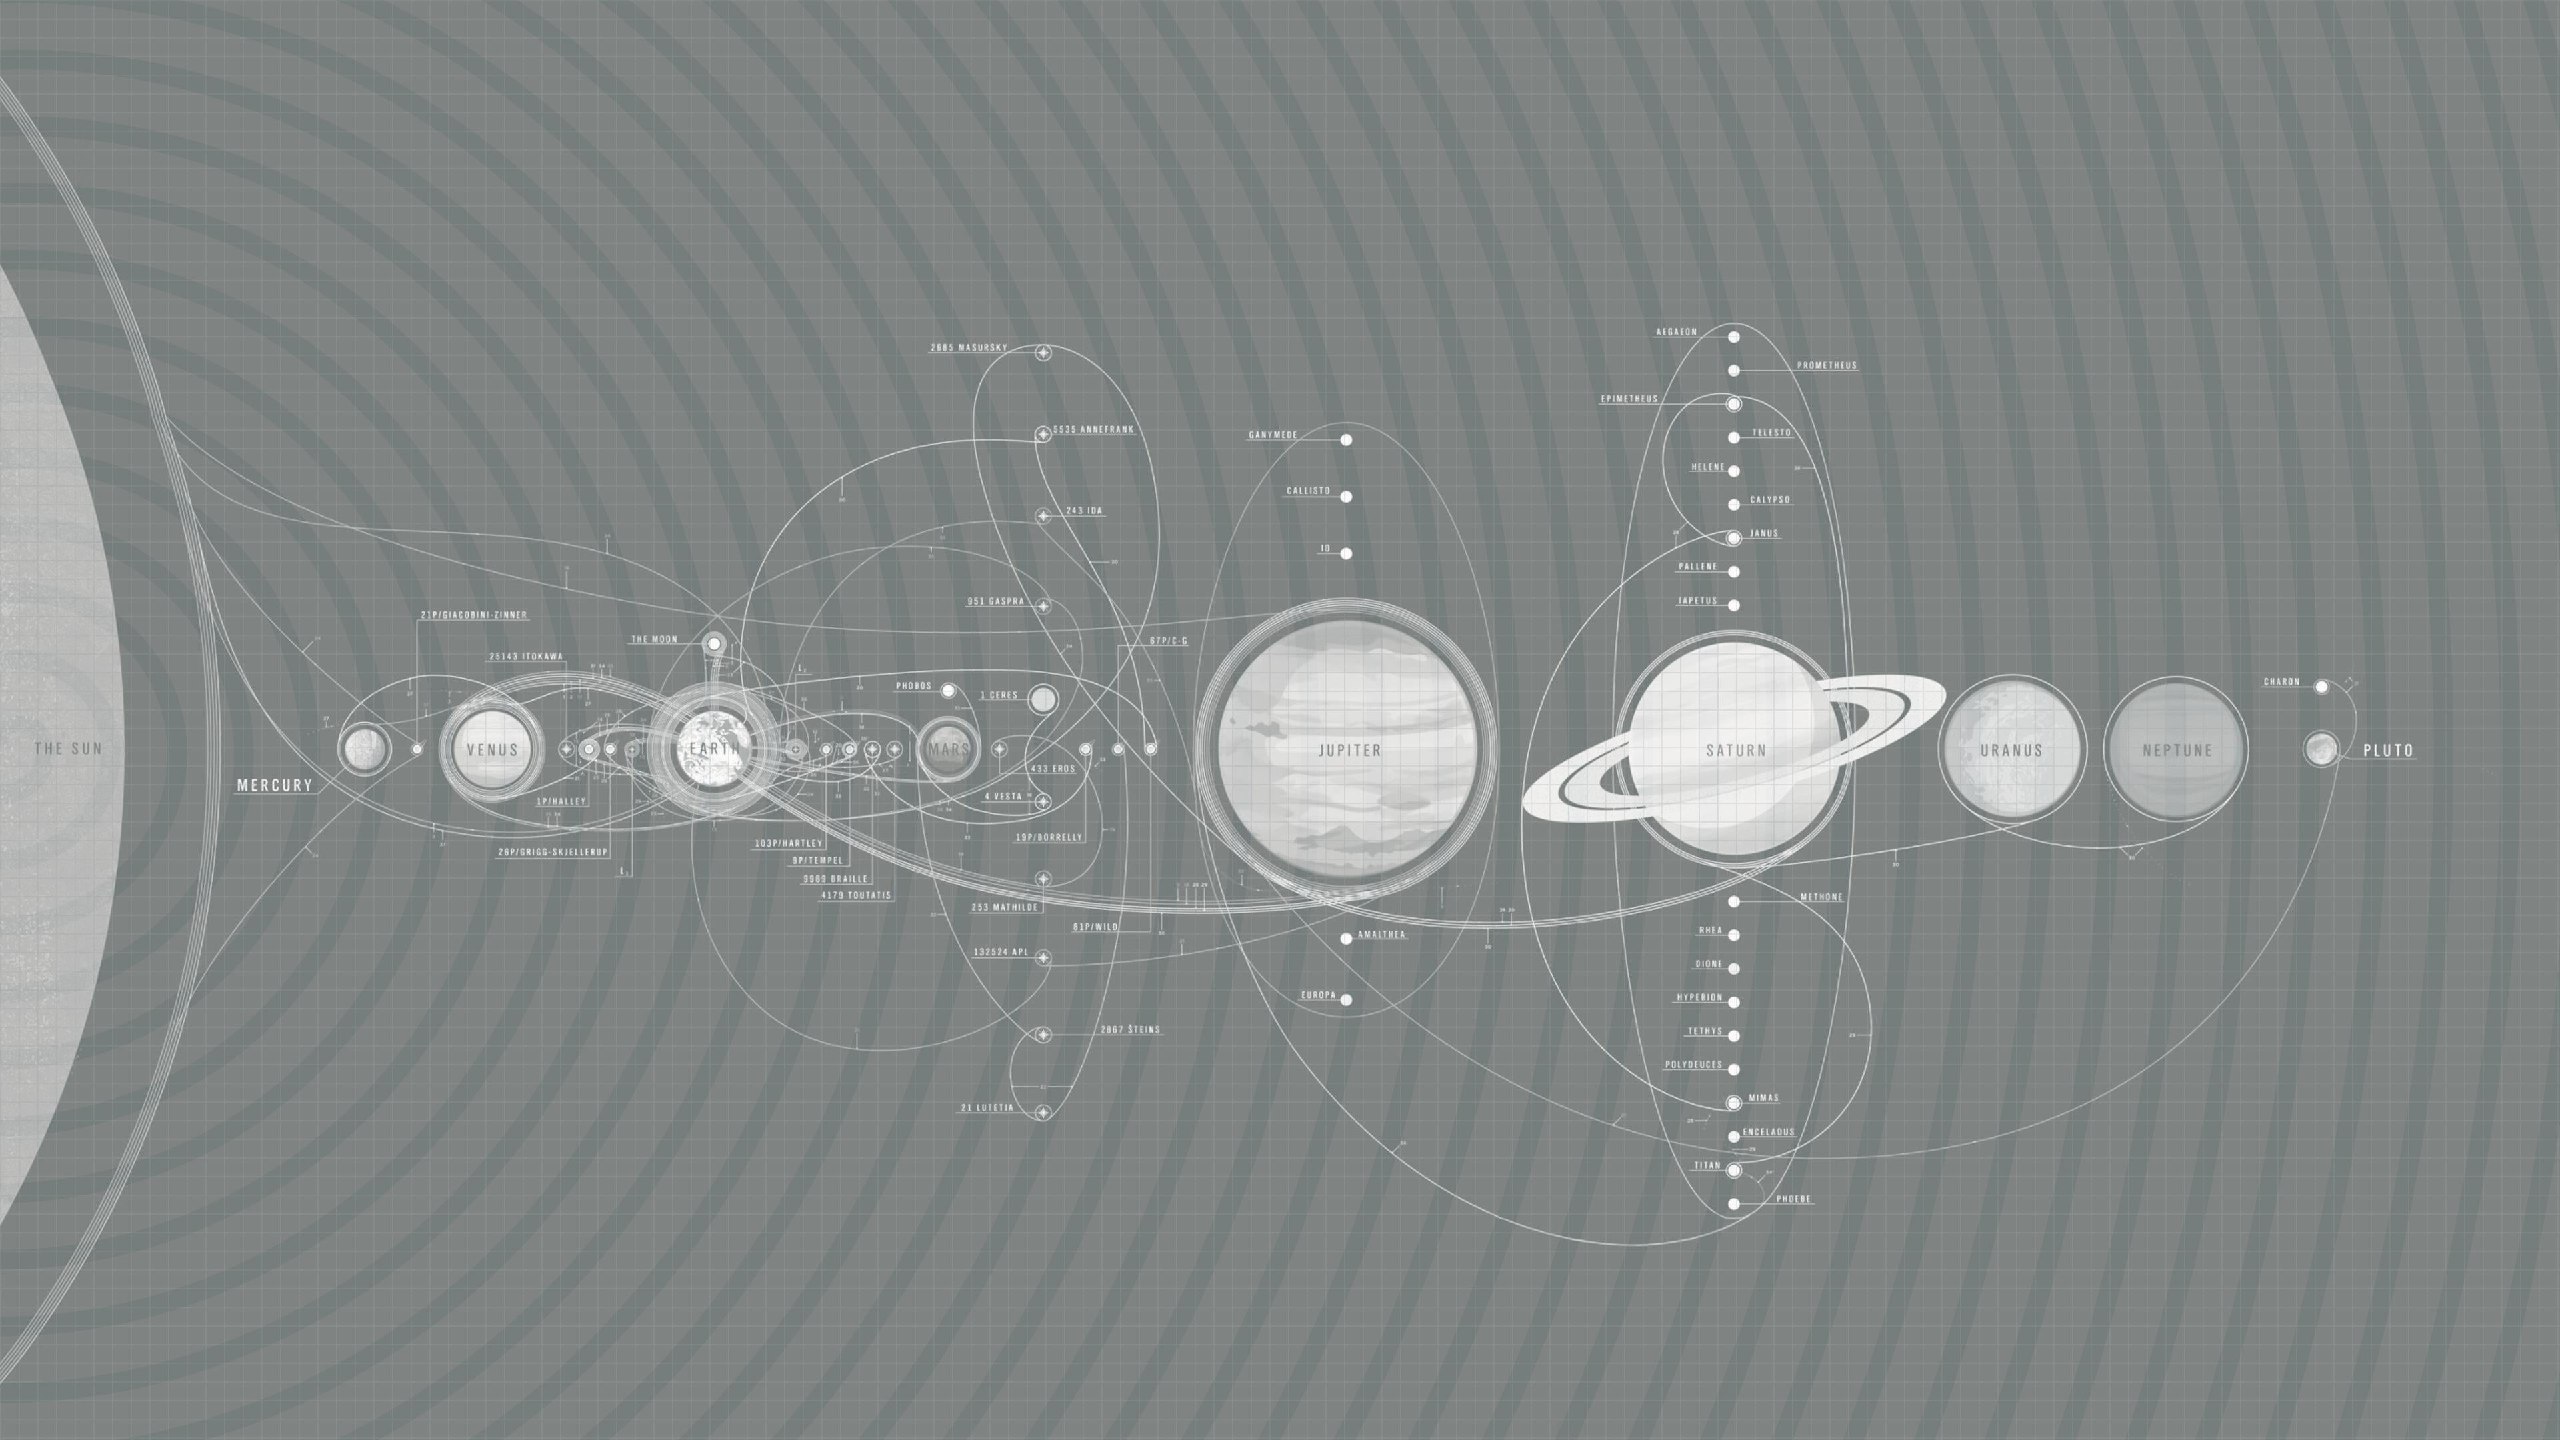 AEGAEON
2685 MASURSKY
PROMETHEUS
EPIMETHEUS
5535 ANNEFRANK
GANYMEDE
TELESTO
HELENE
CALLISTO
CALYPSO
243 IDA
JANUS
IO
PALLENE
951 GASPRA
IAPETUS
21P/GIACOBINI-ZINNER
THE MOON
67P/C-G
25143 ITOKAWA
PHOBOS
1 CERES
CHARON
THE SUN
MERCURY
VENUS
EARTH
MARS
JUPITER
SATURN
URANUS
NEPTUNE
PLUTO
433 EROS
4 VESTA
1P/HALLEY
19P/BORRELLY
103P/HARTLEY
26P/GRIGG-SKJELLERUP
9P/TEMPEL
9969 BRAILLE
4179 TOUTATIS
METHONE
253 MATHILDE
81P/WILD
RHEA
AMALTHEA
132524 APL
DIONE
EUROPA
HYPERION
2867 ŠTEINS
TETHYS
POLYDEUCES
MIMAS
21 LUTETIA
ENCELADUS
TITAN
PHOEBE